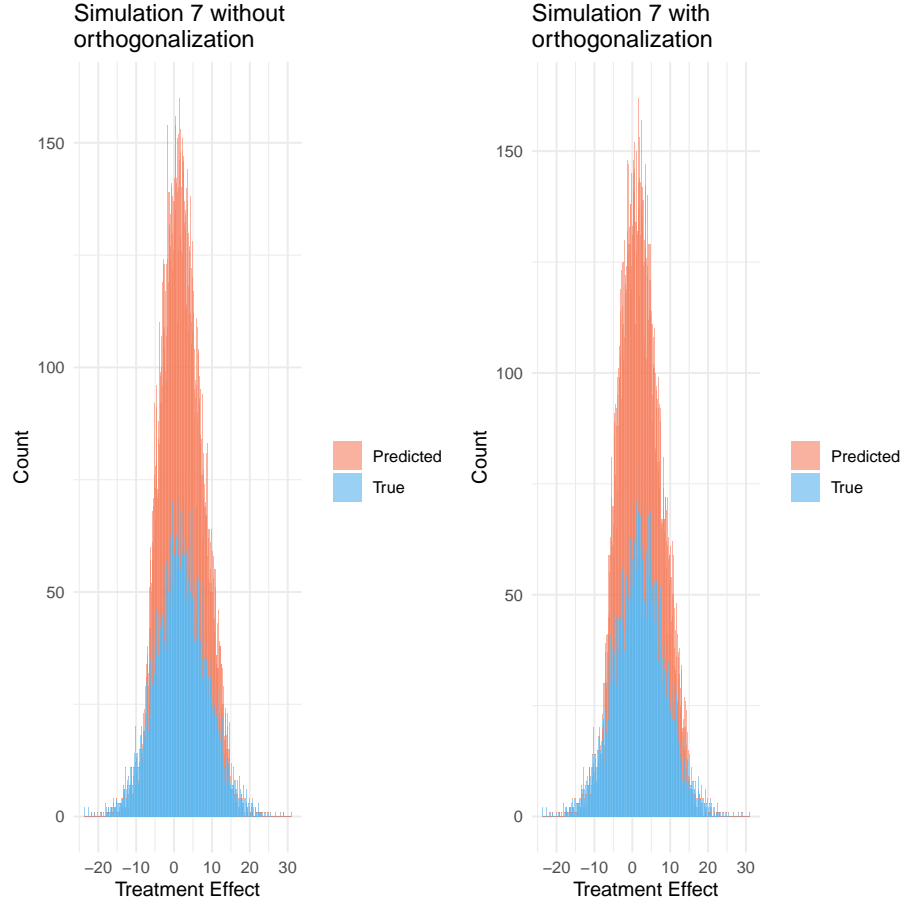 Simulation 7 without
orthogonalization
150
100
50
0
Count
−20 −10 0 10 20 30
Treatment Effect
Predicted
True
Simulation 7 with
orthogonalization
150
100
50
0
Count
−20 −10 0 10 20 30
Treatment Effect
Predicted
True